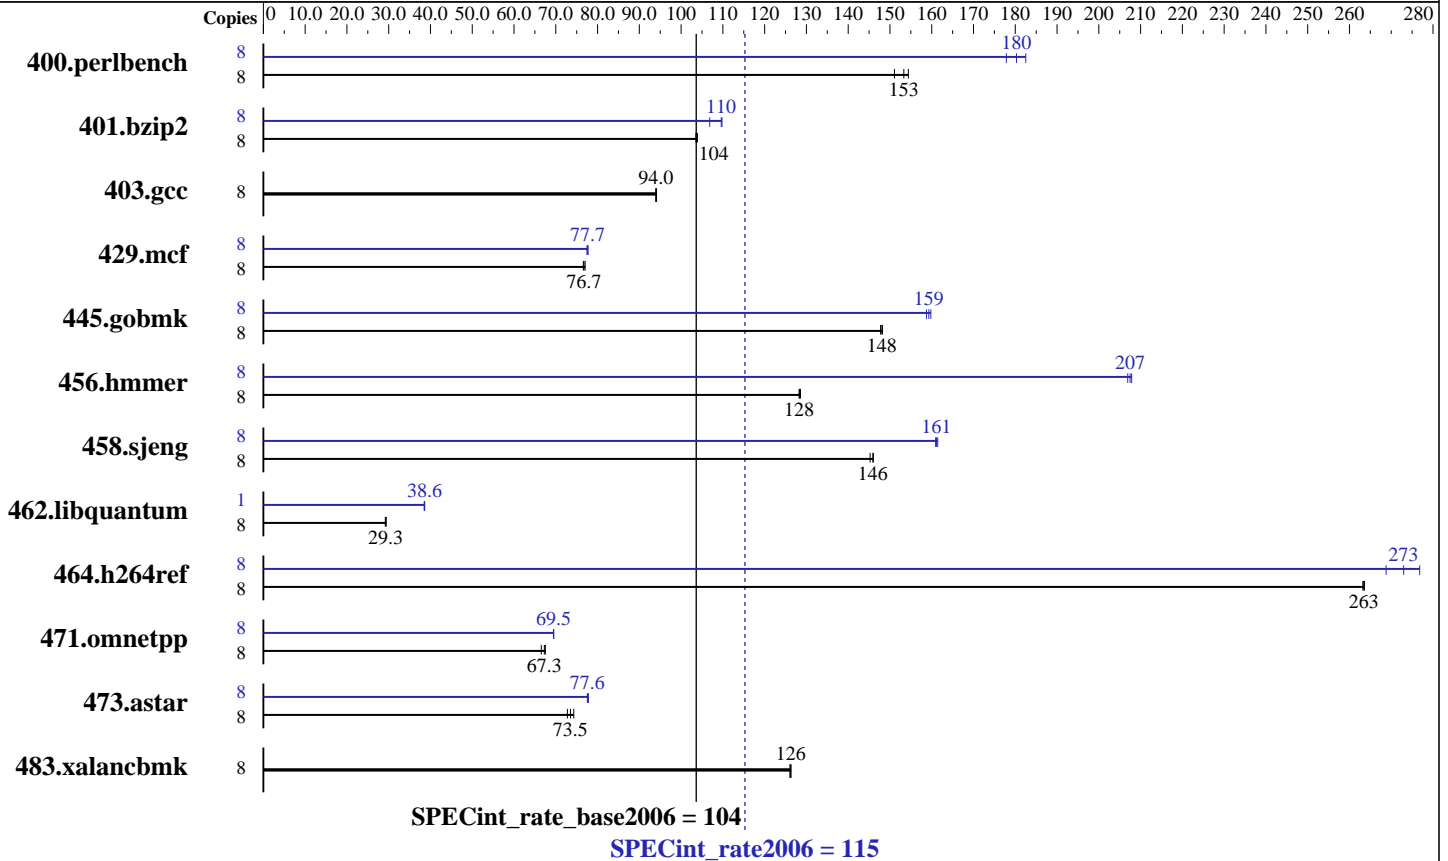 Copies 0 10.0 20.0 30.0 40.0 50.0 60.0 70.0 80.0 90.0 100 110 120 130 140 150 160 170 180 190 200 210 220 230 240 250 260 280
400.perlbench 8 180
8 153
401.bzip2 8 110
8 104
403.gcc 8 94.0
429.mcf 8 77.7
8 76.7
445.gobmk 8 159
8 148
456.hmmer 8 207
8 128
458.sjeng 8 161
8 146
462.libquantum 1 38.6
8 29.3
464.h264ref 8 273
8 263
471.omnetpp 8 69.5
8 67.3
473.astar 8 77.6
8 73.5
483.xalancbmk 8 126
SPECint_rate_base2006 = 104
SPECint_rate2006 = 115